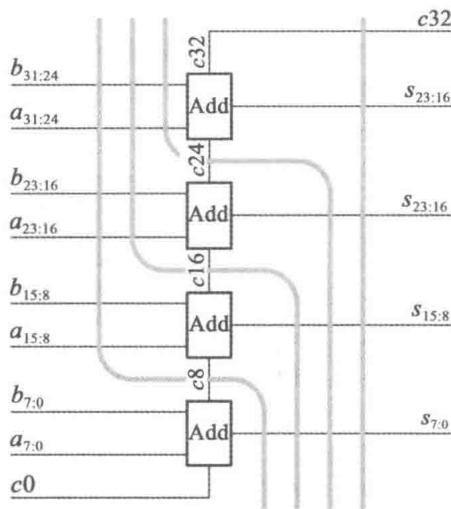 c32
c32
b31:24
Add
s23:16
a31:24
c24
b23:16
Add
s23:16
a23:16
c16
b15:8
Add
s15:8
a15:8
c8
b7:0
Add
s7:0
a7:0
c0